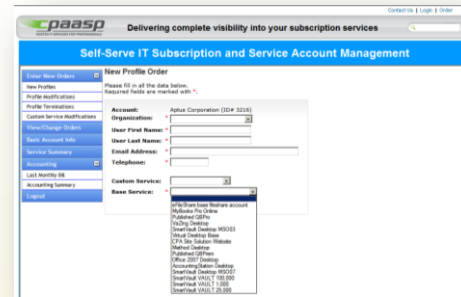 Contact Us | Login | Order
cpaasp
Delivering complete visibility into your subscription services
Self-Serve IT Subscription and Service Account Management
Enter New Orders
New Profiles
Profile Modifications
Profile Terminations
Custom Service Modifications
View/Change Orders
Basic Account Info
Service Summary
Accounting
Last Monthly Bill
Accounting Summary
Logout
New Profile Order
Please fill in all the data below.
Required fields are marked with *.
Account: Aptus Corporation (ID# 3216)
Organization: *
User First Name: *
User Last Name: *
Email Address: *
Telephone: *
Custom Service:
Base Service: *
eFileShare base fileshare account
MyBooks Pro Online
Published QBPro
VaZing Desktop
SmartVault Desktop MSO03
Virtual Desktop Base
CPA Site Solution Website
Method Desktop
Published QBPrem
Office 2007 Desktop
AccountingStation Desktop
SmartVault Desktop MSO07
SmartVault VAULT 100,000
SmartVault VAULT 1,000
SmartVault VAULT 25,000